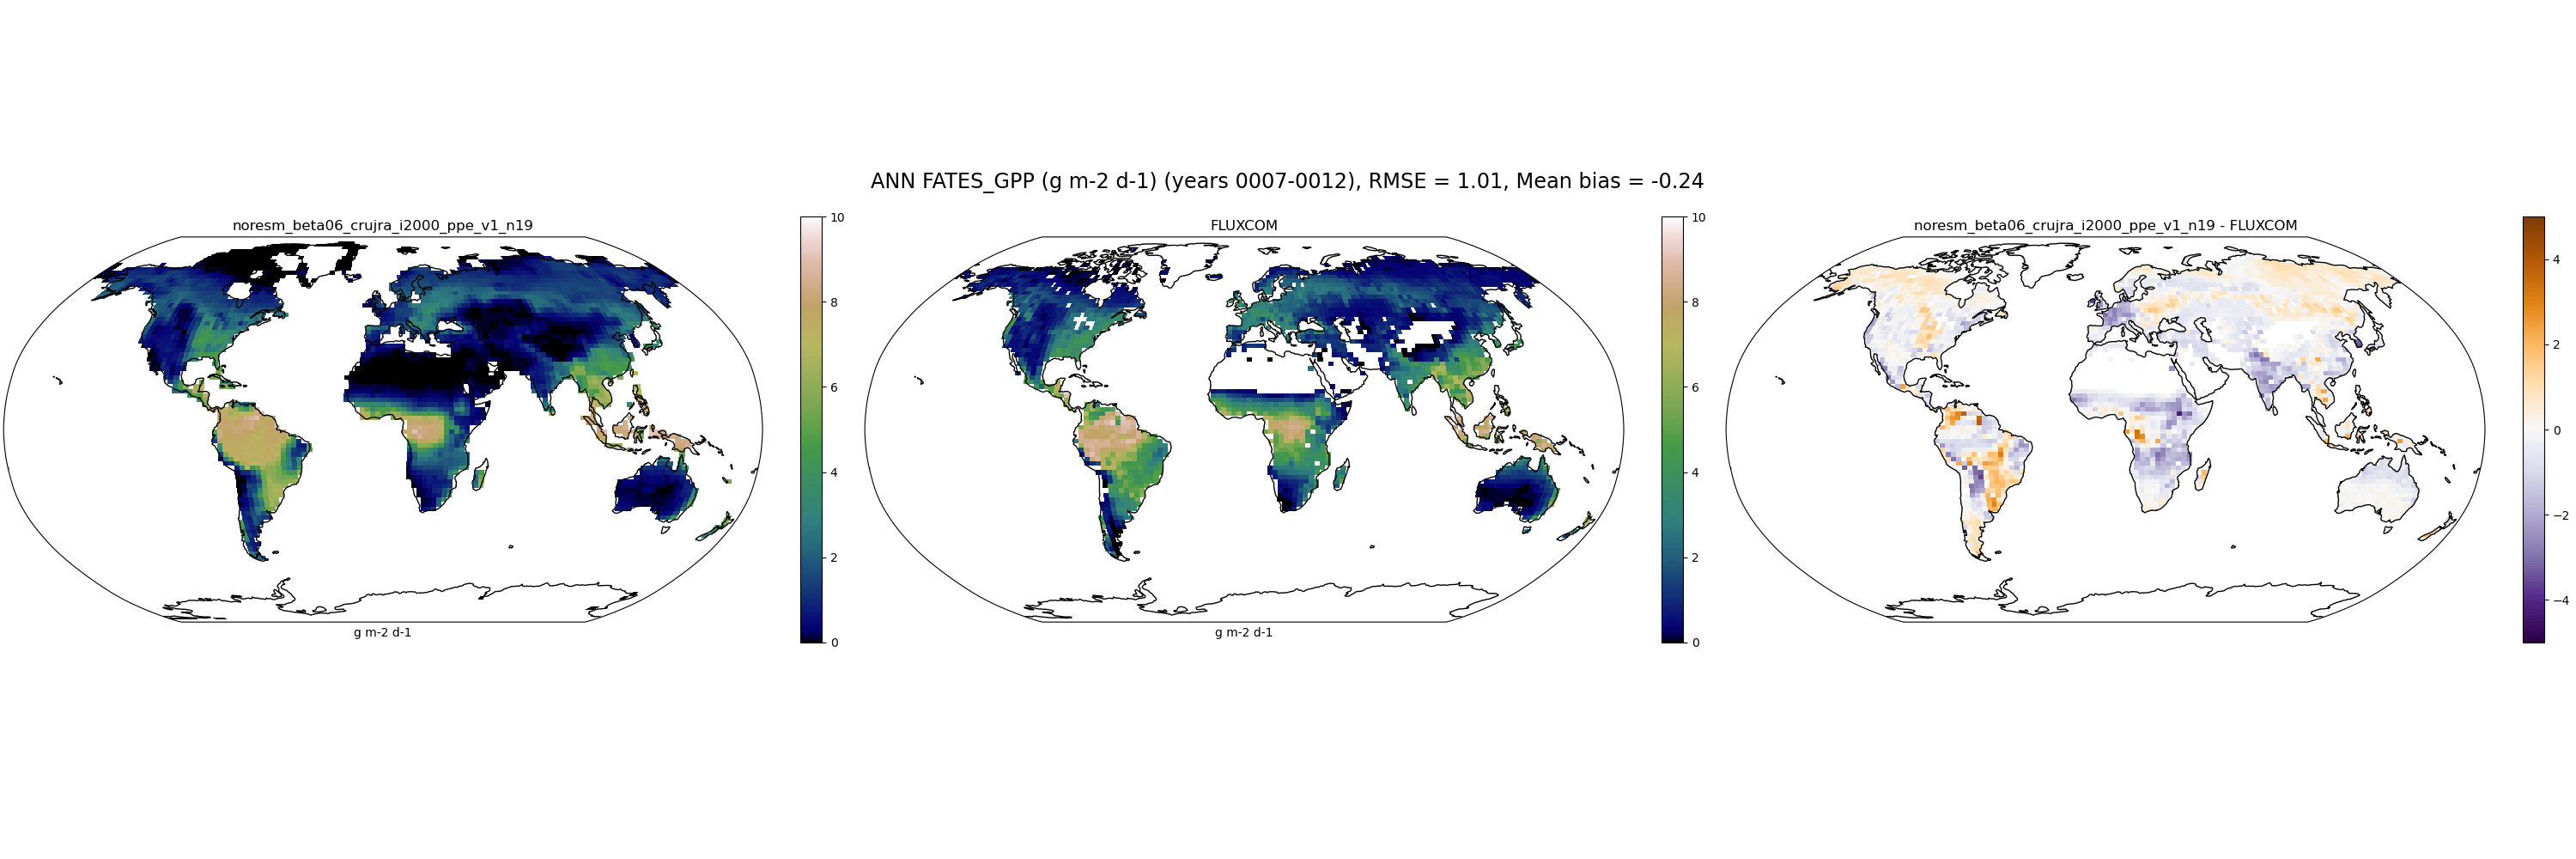 ANN FATES_GPP (g m-2 d-1) (years 0007-0012), RMSE = 1.01, Mean bias = -0.24
noresm_beta06_crujra_i2000_ppe_v1_n19
10
8
6
4
2
0
g m-2 d-1
FLUXCOM
10
8
6
4
2
0
g m-2 d-1
noresm_beta06_crujra_i2000_ppe_v1_n19 - FLUXCOM
4
2
0
−2
−4